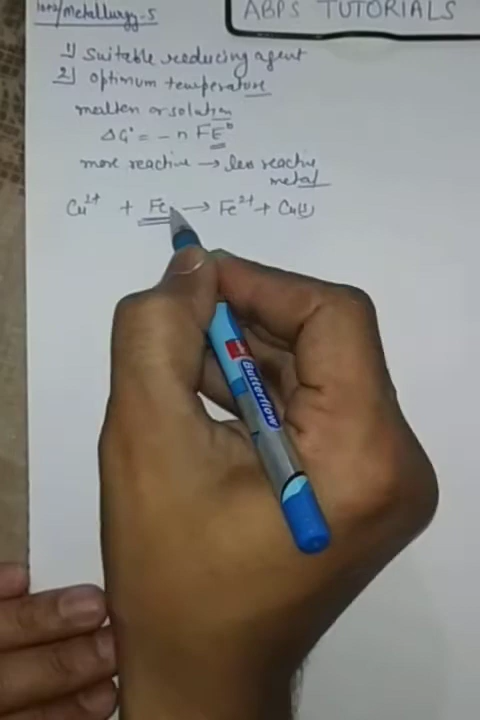 Metallurgy-5
ABPS TUTORIALS
1) Suitable reducing agent
2) Optimum temperature
molten or solution
ΔG° = - n F E°
more reactive → less reactive
metal
Cu²⁺ + Fe → Fe²⁺ + Cu(s)
Butterflow